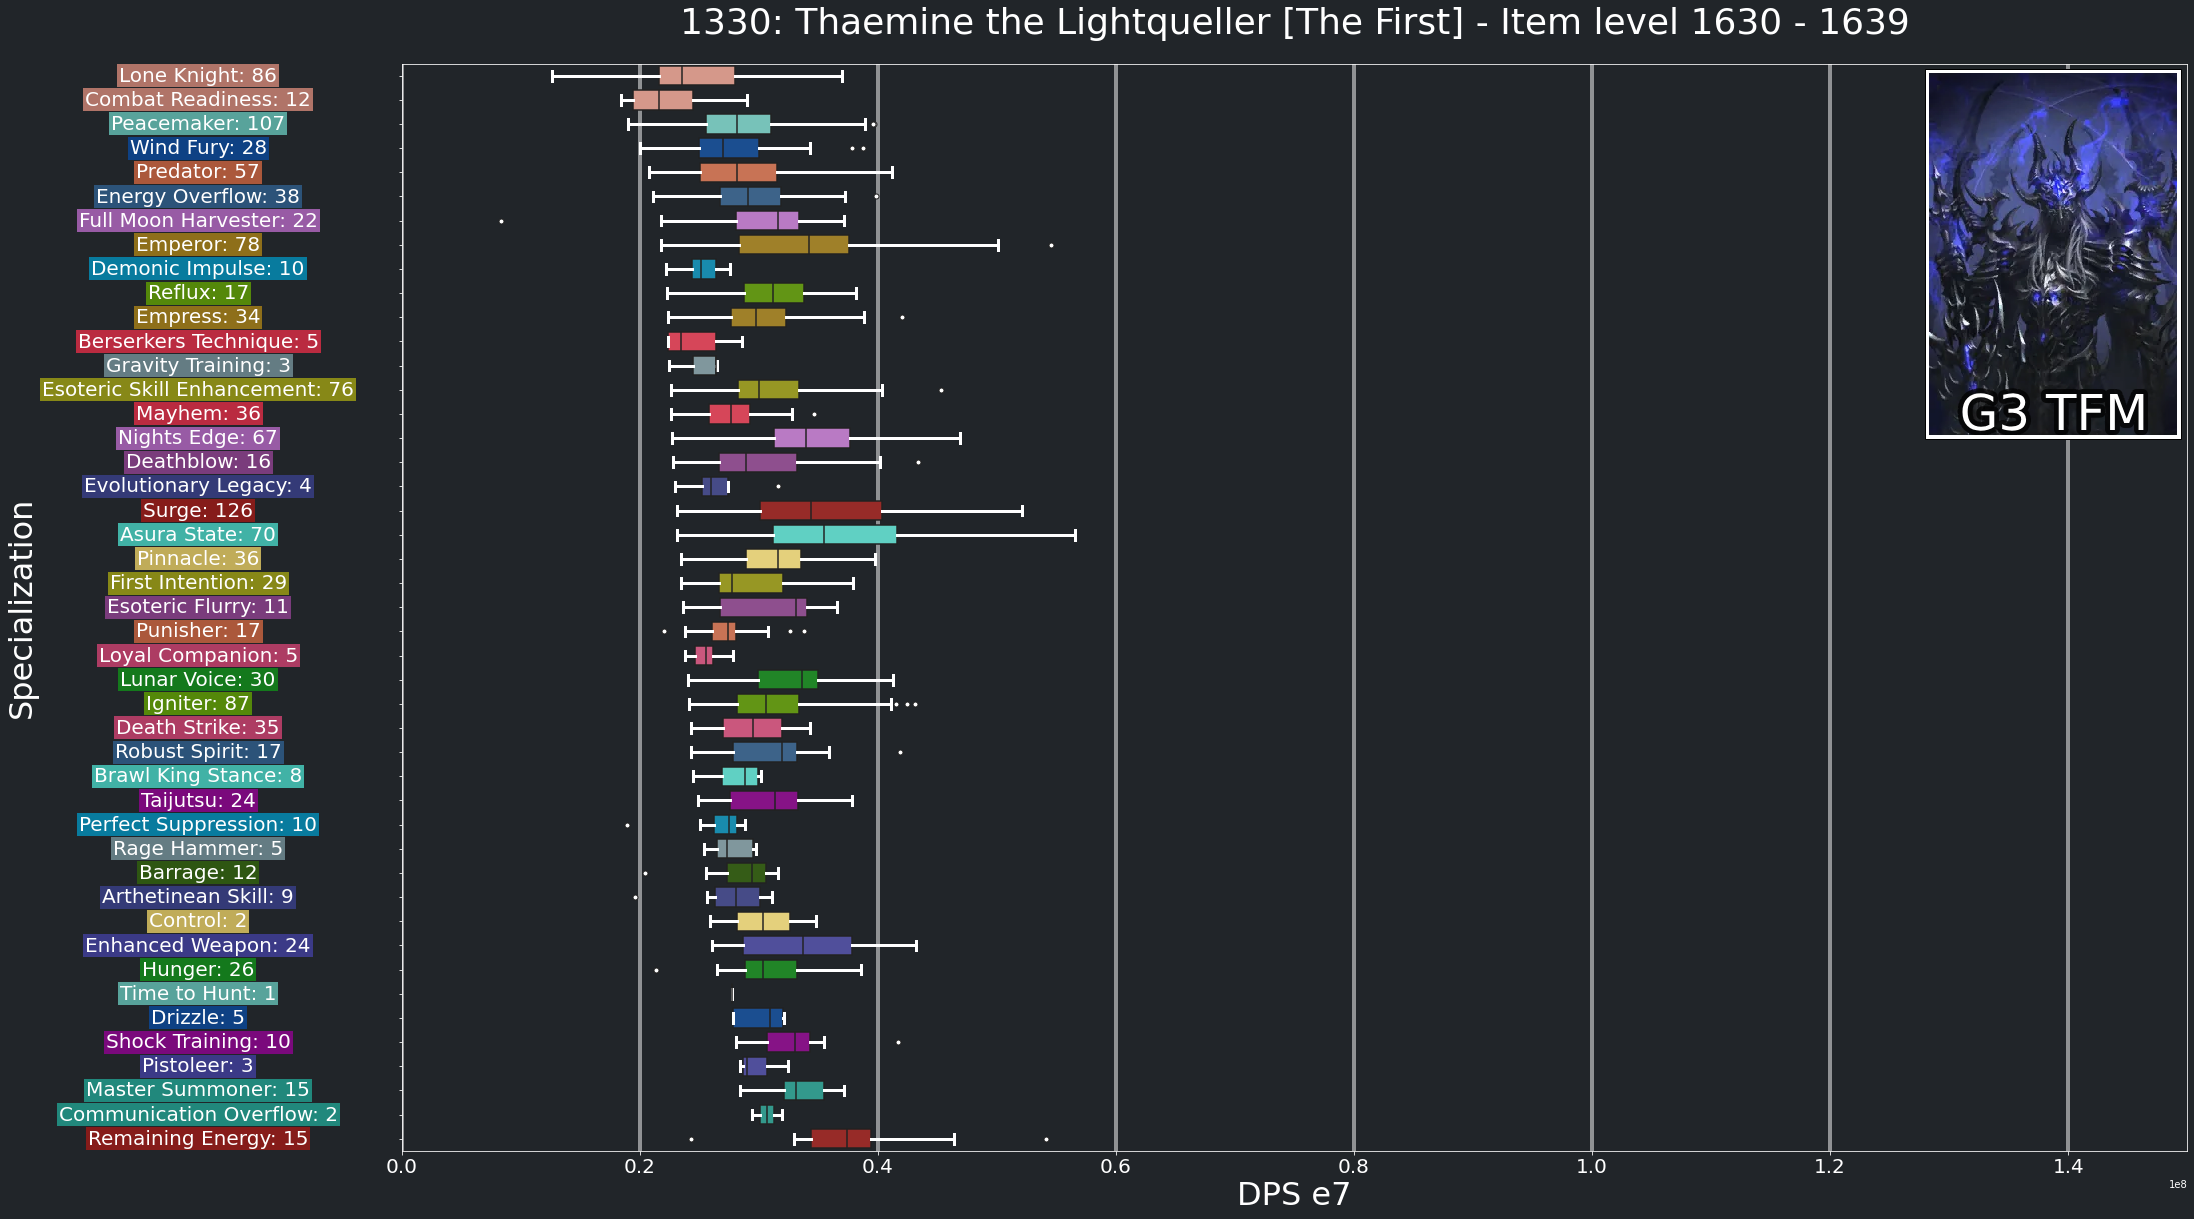 1330: Thaemine the Lightqueller [The First] - Item level 1630 - 1639
Lone Knight: 86
Combat Readiness: 12
Peacemaker: 107
Wind Fury: 28
Predator: 57
Energy Overflow: 38
Full Moon Harvester: 22
Emperor: 78
Demonic Impulse: 10
Reflux: 17
Empress: 34
Berserkers Technique: 5
Gravity Training: 3
Esoteric Skill Enhancement: 76
Mayhem: 36
Nights Edge: 67
Deathblow: 16
Evolutionary Legacy: 4
Surge: 126
Asura State: 70
Pinnacle: 36
First Intention: 29
Esoteric Flurry: 11
Punisher: 17
Loyal Companion: 5
Lunar Voice: 30
Igniter: 87
Death Strike: 35
Robust Spirit: 17
Brawl King Stance: 8
Taijutsu: 24
Perfect Suppression: 10
Rage Hammer: 5
Barrage: 12
Arthetinean Skill: 9
Control: 2
Enhanced Weapon: 24
Hunger: 26
Time to Hunt: 1
Drizzle: 5
Shock Training: 10
Pistoleer: 3
Master Summoner: 15
Communication Overflow: 2
Remaining Energy: 15
Specialization
G3 TFM
0.0 0.2 0.4 0.6 0.8 1.0 1.2 1.4
DPS e7
1e8